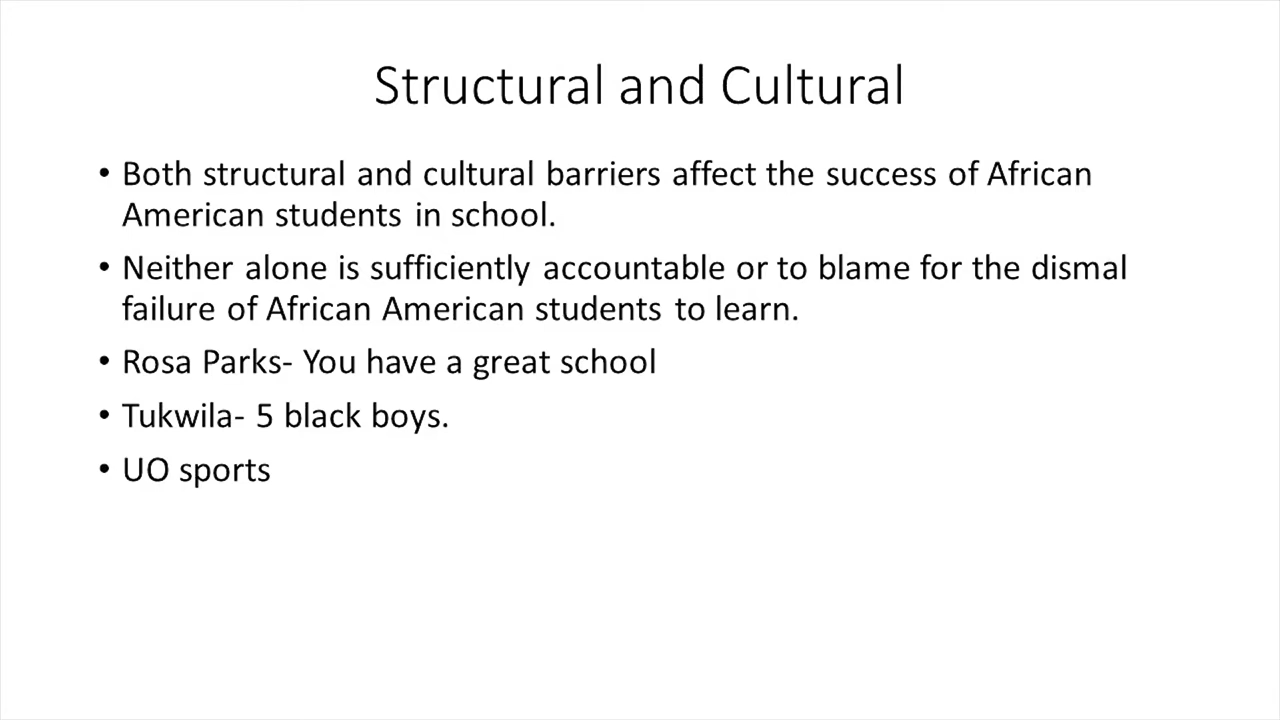 Structural and Cultural
• Both structural and cultural barriers affect the success of African
American students in school.
• Neither alone is sufficiently accountable or to blame for the dismal
failure of African American students to learn.
• Rosa Parks- You have a great school
• Tukwila- 5 black boys.
• UO sports